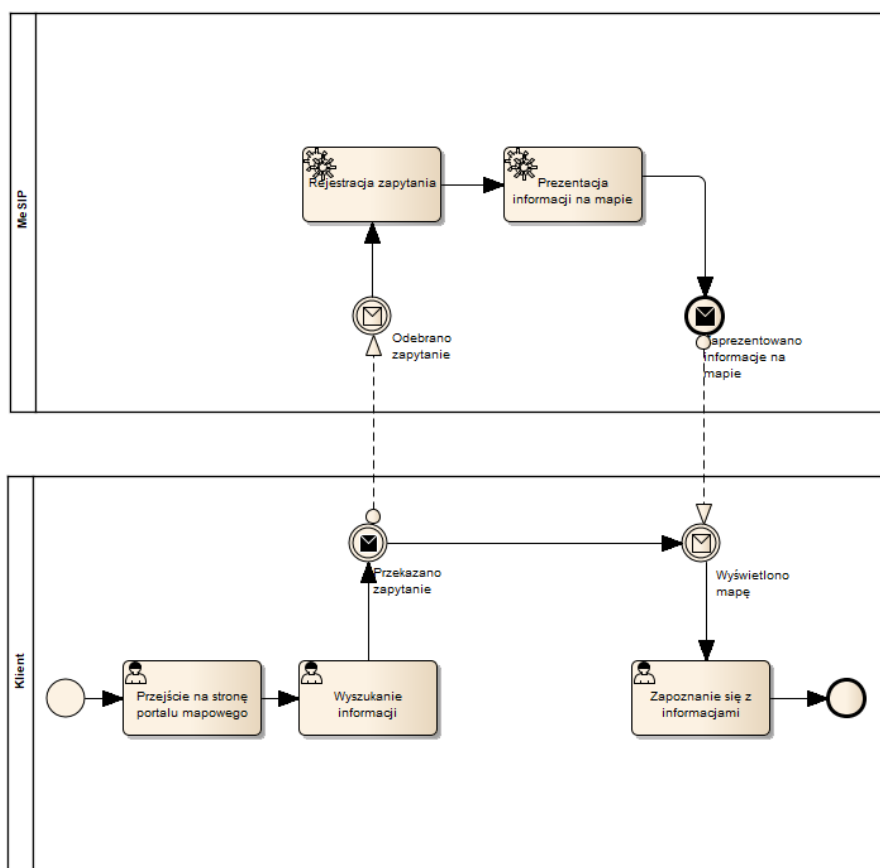 MeSIP
Rejestracja zapytania
Prezentacja
informacji na mapie
Odebrano
zapytanie
Zaprezentowano
informacje na
mapie
Klient
Przekazano
zapytanie
Wyświetlono
mapę
Przejście na stronę
portalu mapowego
Wyszukanie
informacji
Zapoznanie się z
informacjami